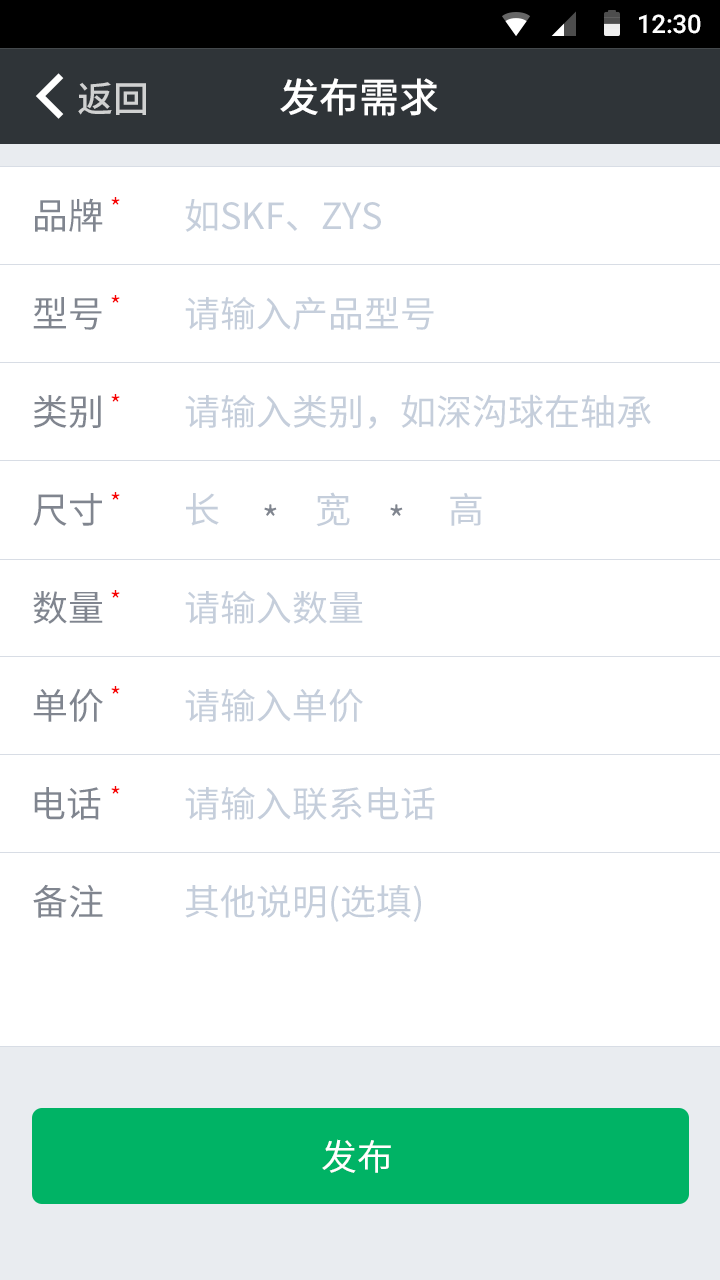 12:30
返回 发布需求
品牌 * 如SKF、ZYS
型号 * 请输入产品型号
类别 * 请输入类别，如深沟球在轴承
尺寸 * 长 * 宽 * 高
数量 * 请输入数量
单价 * 请输入单价
电话 * 请输入联系电话
备注 其他说明(选填)
发布